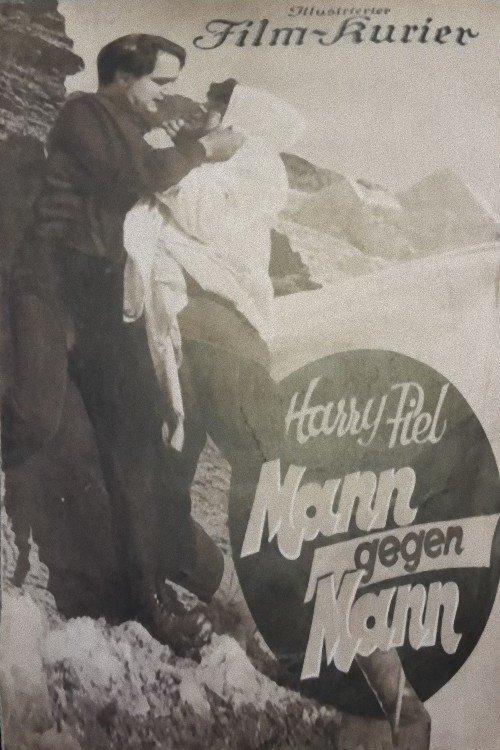 Illustrierter
Film-Kurier
Harry Piel
Mann
gegen
Mann